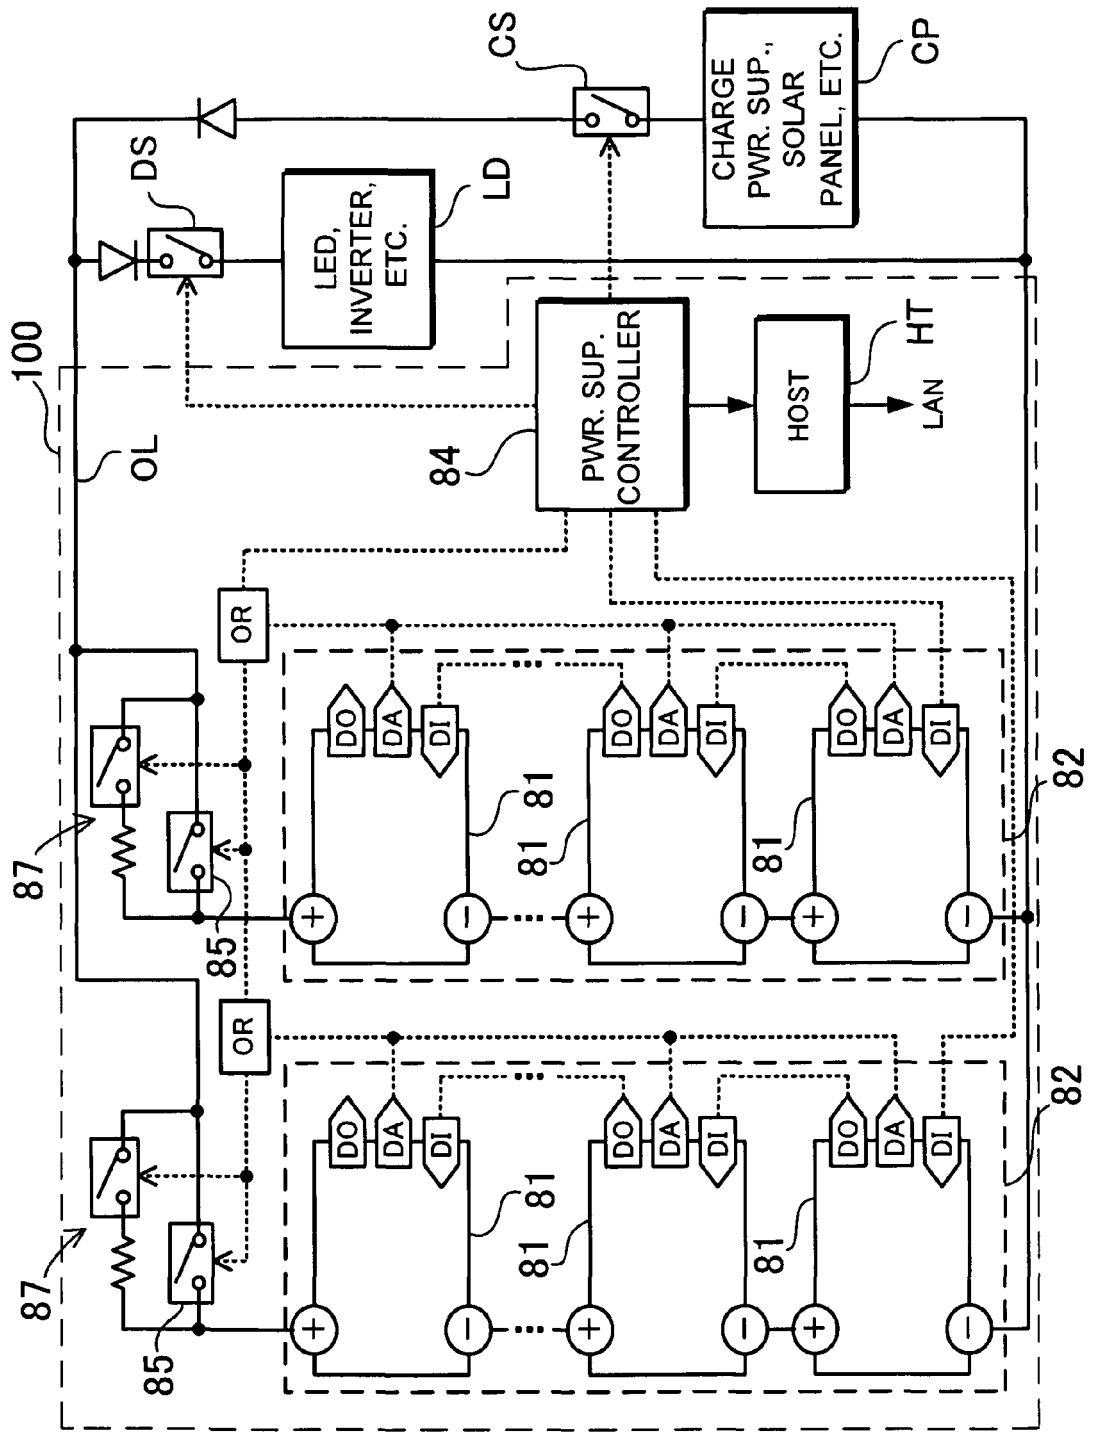 100
OL
DS
CS
CHARGE
PWR. SUP.,
SOLAR
PANEL, ETC.
CP
LED,
INVERTER,
ETC.
LD
84
PWR. SUP.
CONTROLLER
HOST
HT
LAN
87
85
OR
DO
DA
DI
81
DO
DA
DI
81
DO
DA
DI
81
+
−
...
...
+
−
+
−
82
87
85
OR
DO
DA
DI
81
DO
DA
DI
81
DO
DA
DI
81
+
−
...
...
+
−
+
−
82